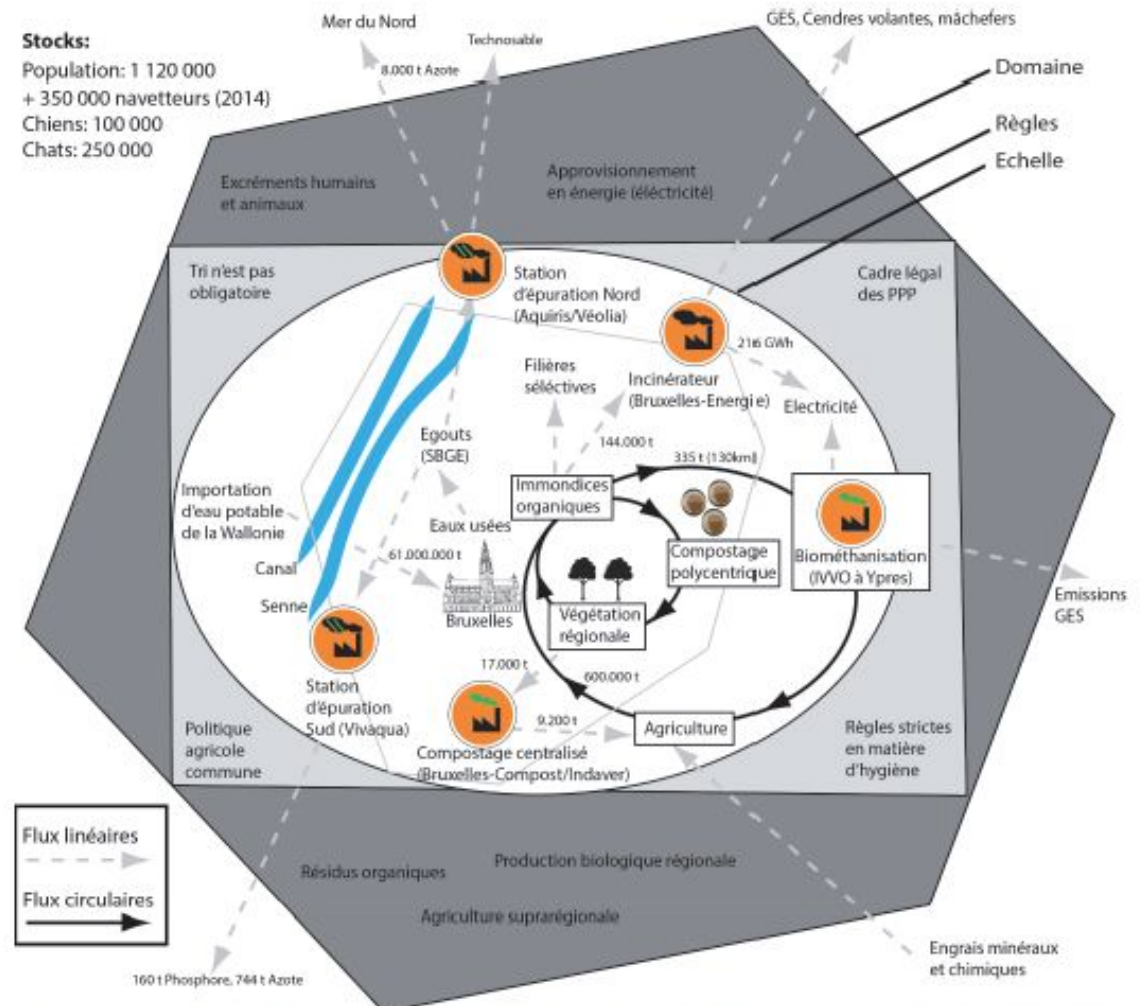 Stocks:
Population: 1 120 000
+ 350 000 navetteurs (2014)
Chiens: 100 000
Chats: 250 000
Mer du Nord
Technosable
8.000 t Azote
GES, Cendres volantes, mâchefers
Domaine
Règles
Echelle
Excréments humains
et animaux
Approvisionnement
en énergie (éléctricité)
Tri n'est pas
obligatoire
Station
d'épuration Nord
(Aquiris/Véolia)
Cadre légal
des PPP
216 GWh
Filières
séléctives
Incinérateur
(Bruxelles-Energie)
Electricité
Egouts
(SBGE)
144.000 t
335 t (130km)
Immondices
organiques
Importation
d'eau potable
de la Wallonie
Eaux usées
Compostage
polycentrique
Biométhanisation
(IVVO à Ypres)
61.000.000 t
Canal
Senne
Bruxelles
Végétation
régionale
Emissions
GES
17.000 t
600.000 t
Station
d'épuration
Sud (Vivaqua)
9.200 t
Agriculture
Politique
agricole
commune
Compostage centralisé
(Bruxelles-Compost/Indaver)
Règles strictes
en matière
d'hygiène
Flux linéaires
Flux circulaires
Résidus organiques
Production biologique régionale
Agriculture suprarégionale
160 t Phosphore, 744 t Azote
Engrais minéraux
et chimiques